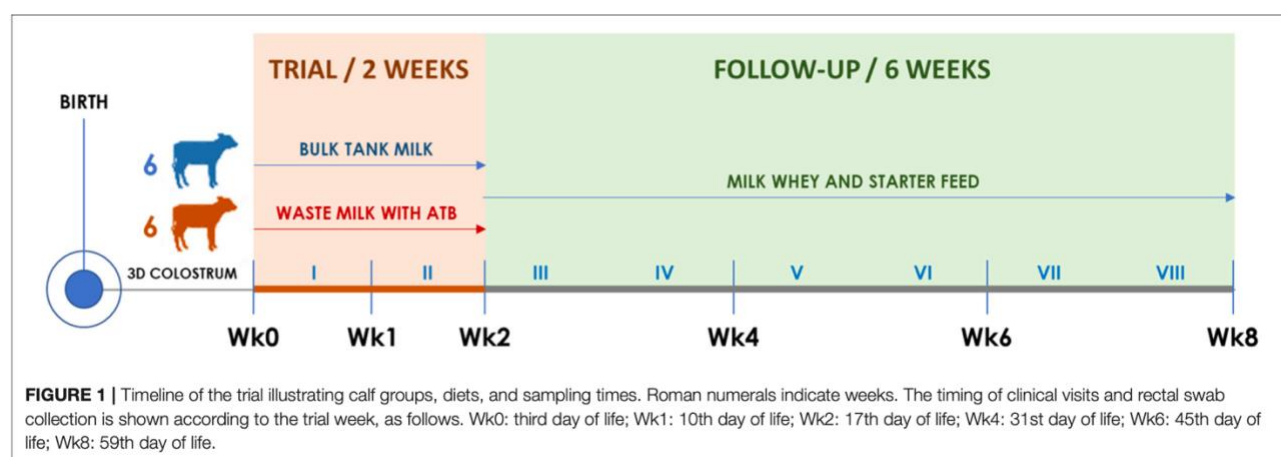 TRIAL / 2 WEEKS
FOLLOW-UP / 6 WEEKS
BIRTH
6
BULK TANK MILK
MILK WHEY AND STARTER FEED
6
WASTE MILK WITH ATB
3D COLOSTRUM
I II III IV V VI VII VIII
Wk0 Wk1 Wk2 Wk4 Wk6 Wk8
FIGURE 1 | Timeline of the trial illustrating calf groups, diets, and sampling times. Roman numerals indicate weeks. The timing of clinical visits and rectal swab
collection is shown according to the trial week, as follows. Wk0: third day of life; Wk1: 10th day of life; Wk2: 17th day of life; Wk4: 31st day of life; Wk6: 45th day of
life; Wk8: 59th day of life.